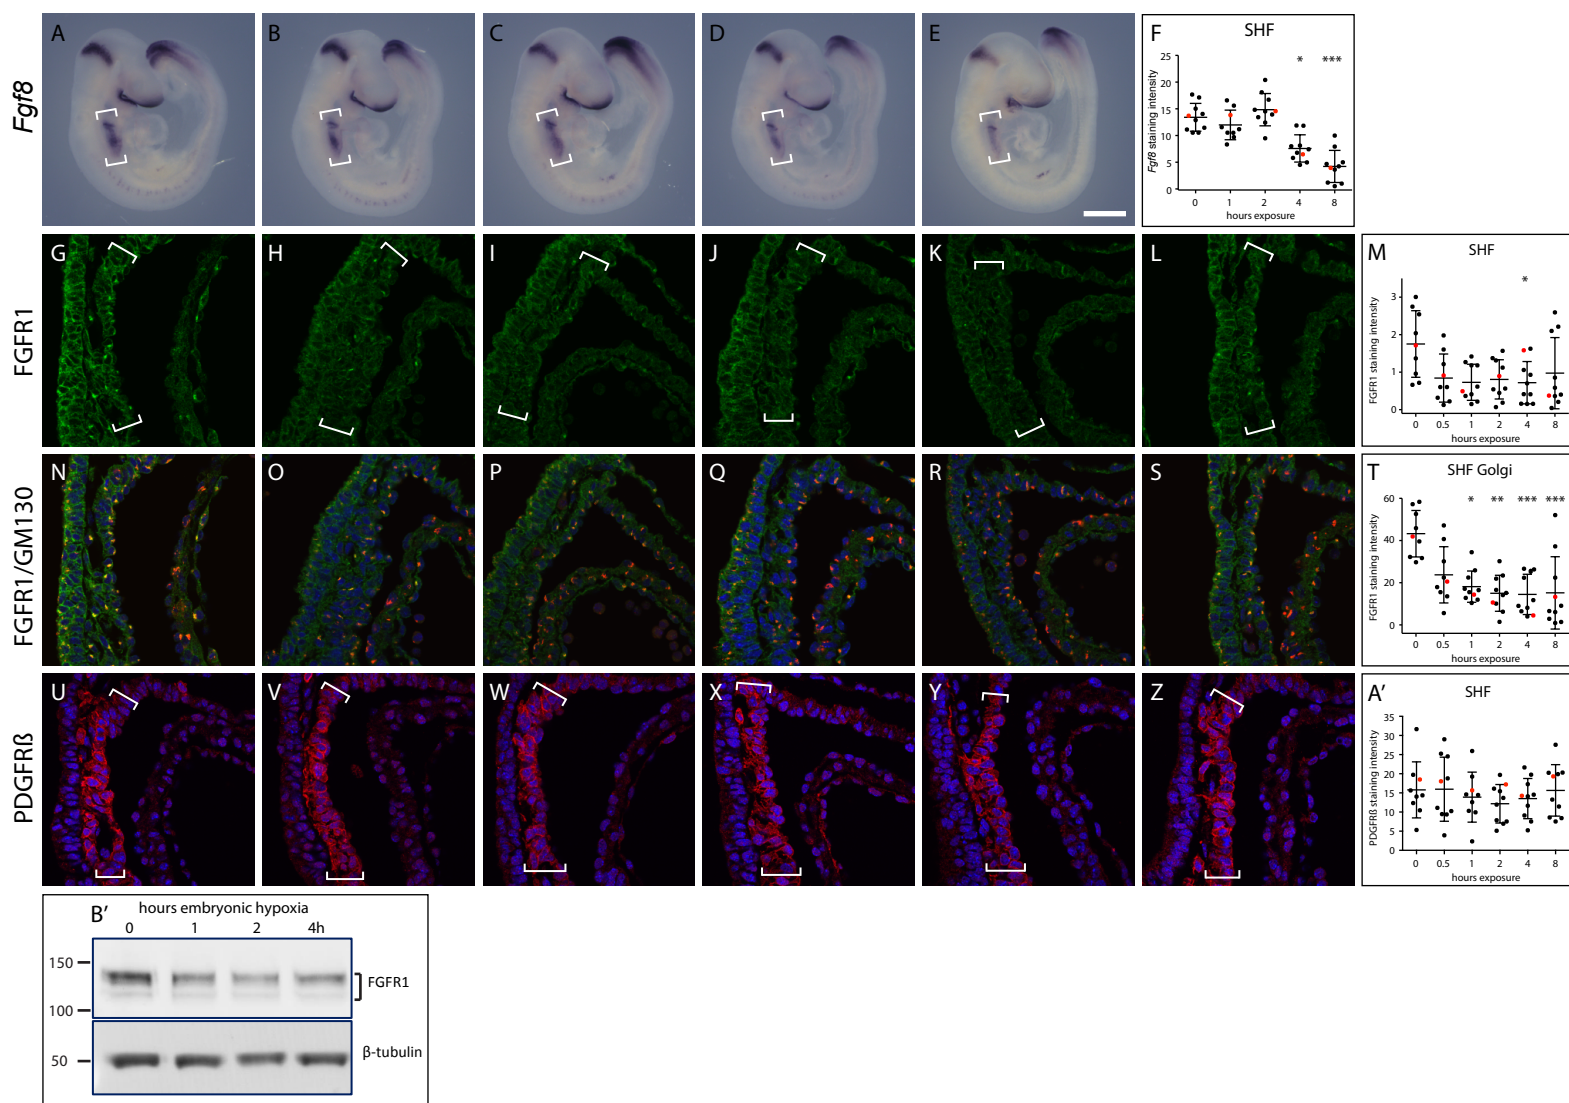 Fgf8
A
B
C
D
E
F
SHF
* ***
Fgf8 staining intensity
25
20
15
10
5
0
0 1 2 4 8
hours exposure
FGFR1
G
H
I
J
K
L
M
SHF
*
FGFR1 staining intensity
3
2
1
0
0 0.5 1 2 4 8
hours exposure
FGFR1/GM130
N
O
P
Q
R
S
T
SHF Golgi
* ** *** ***
FGFR1 staining intensity
60
40
20
0
0 0.5 1 2 4 8
hours exposure
PDGFRß
U
V
W
X
Y
Z
A’
SHF
PDGFRß staining intensity
35
30
25
20
15
10
5
0
0 0.5 1 2 4 8
hours exposure
B’
hours embryonic hypoxia
0 1 2 4h
150
FGFR1
100
50
β-tubulin